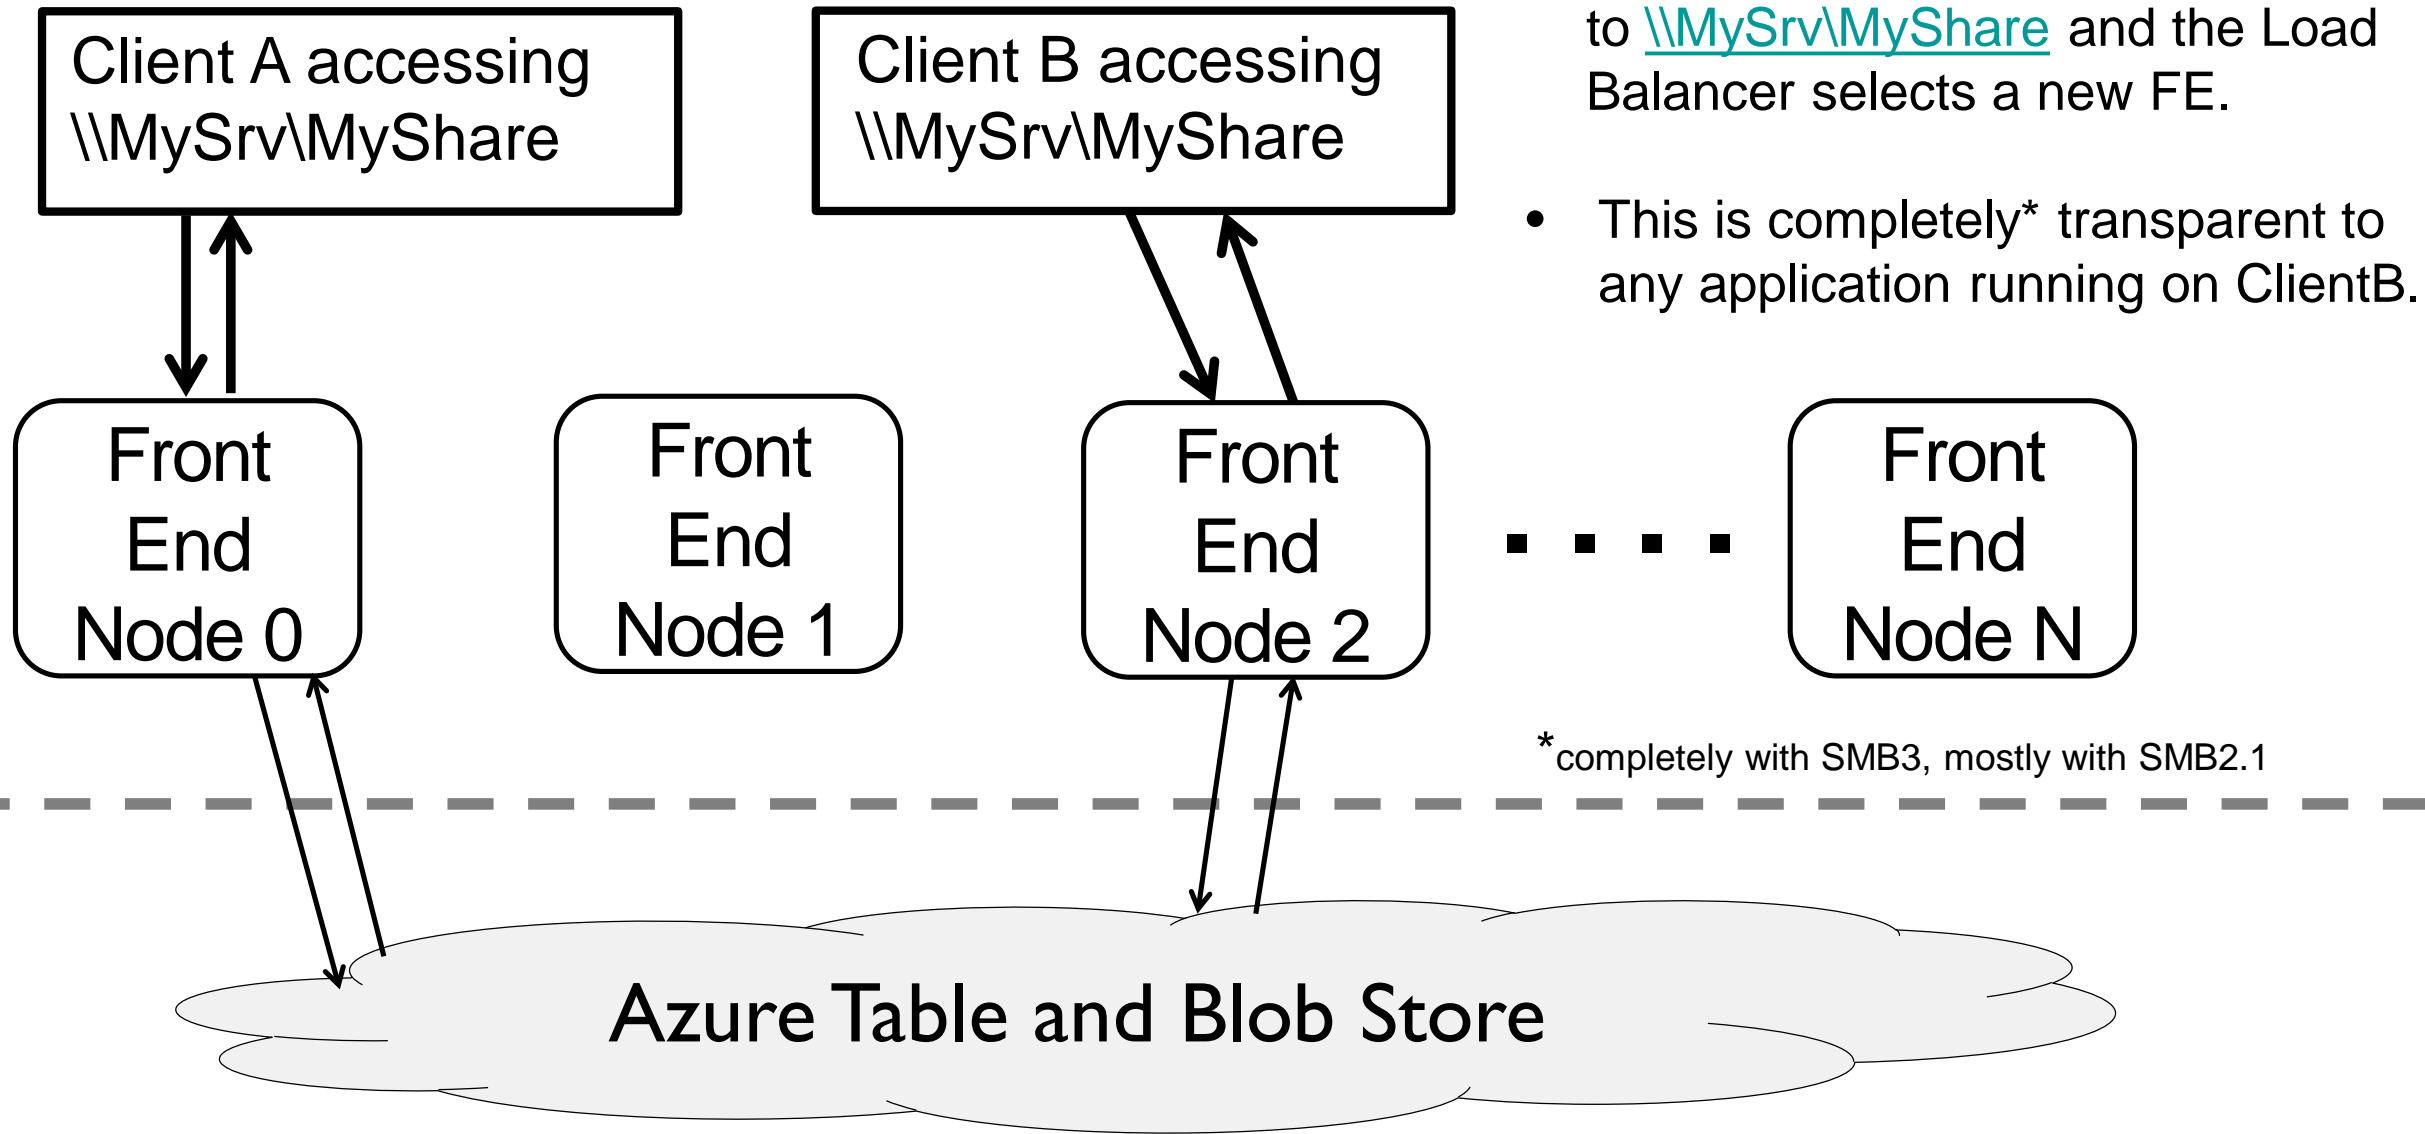 Client A accessing
\\MySrv\MyShare
Client B accessing
\\MySrv\MyShare
to \\MySrv\MyShare and the Load
Balancer selects a new FE.
• This is completely* transparent to
any application running on ClientB.
Front
End
Node 0
Front
End
Node 1
Front
End
Node 2
Front
End
Node N
*completely with SMB3, mostly with SMB2.1
Azure Table and Blob Store